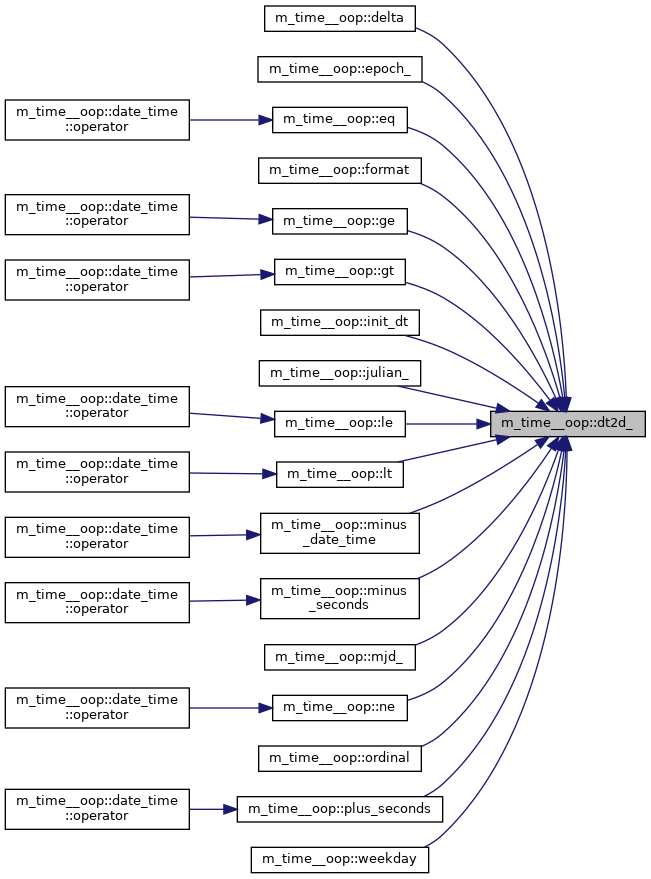 m_time__oop::delta
m_time__oop::epoch_
m_time__oop::date_time
::operator
m_time__oop::eq
m_time__oop::format
m_time__oop::date_time
::operator
m_time__oop::ge
m_time__oop::date_time
::operator
m_time__oop::gt
m_time__oop::init_dt
m_time__oop::julian_
m_time__oop::date_time
::operator
m_time__oop::le
m_time__oop::dt2d_
m_time__oop::date_time
::operator
m_time__oop::lt
m_time__oop::date_time
::operator
m_time__oop::minus
_date_time
m_time__oop::date_time
::operator
m_time__oop::minus
_seconds
m_time__oop::mjd_
m_time__oop::date_time
::operator
m_time__oop::ne
m_time__oop::ordinal
m_time__oop::date_time
::operator
m_time__oop::plus_seconds
m_time__oop::weekday